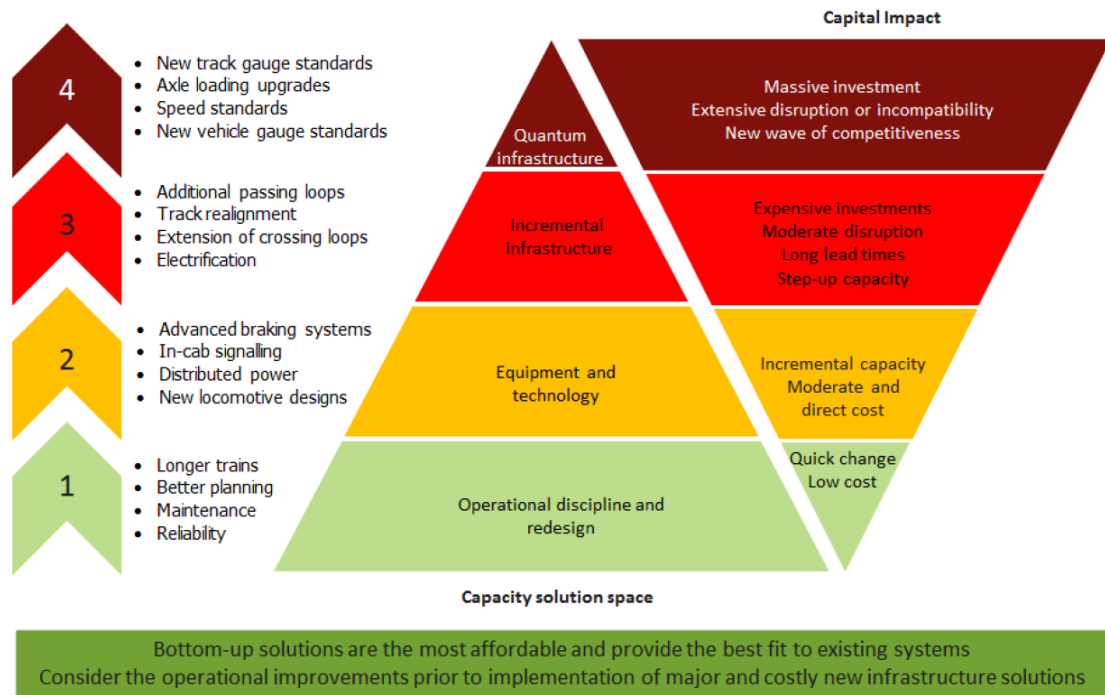 Capital Impact
4
• New track gauge standards
• Axle loading upgrades
• Speed standards
• New vehicle gauge standards
Quantum
infrastructure
Massive investment
Extensive disruption or incompatibility
New wave of competitiveness
3
• Additional passing loops
• Track realignment
• Extension of crossing loops
• Electrification
Incremental
infrastructure
Expensive investments
Moderate disruption
Long lead times
Step-up capacity
2
• Advanced braking systems
• In-cab signalling
• Distributed power
• New locomotive designs
Equipment and
technology
Incremental capacity
Moderate and
direct cost
1
• Longer trains
• Better planning
• Maintenance
• Reliability
Operational discipline and
redesign
Quick change
Low cost
Capacity solution space
Bottom-up solutions are the most affordable and provide the best fit to existing systems
Consider the operational improvements prior to implementation of major and costly new infrastructure solutions